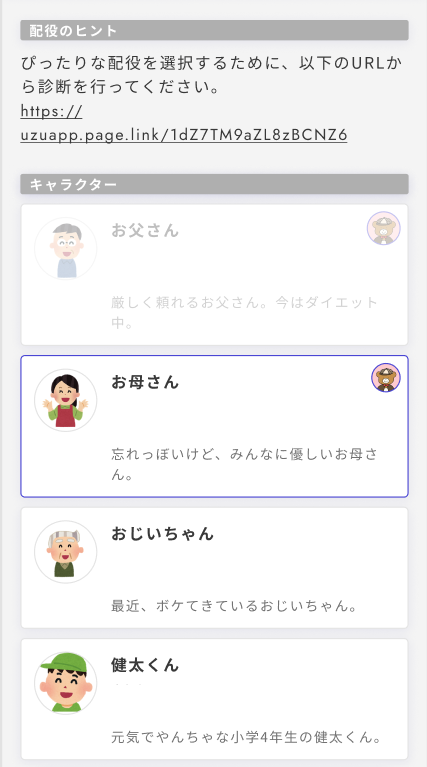 配役のヒント
ぴったりな配役を選択するために、以下のURLか
ら診断を行ってください。
https://
uzuapp.page.link/1dZ7TM9aZL8zBCNZ6
キャラクター
お父さん
厳しく頼れるお父さん。今はダイエット
中。
お母さん
忘れっぽいけど、みんなに優しいお母さ
ん。
おじいちゃん
最近、ボケてきているおじいちゃん。
健太くん
元気でやんちゃな小学4年生の健太くん。